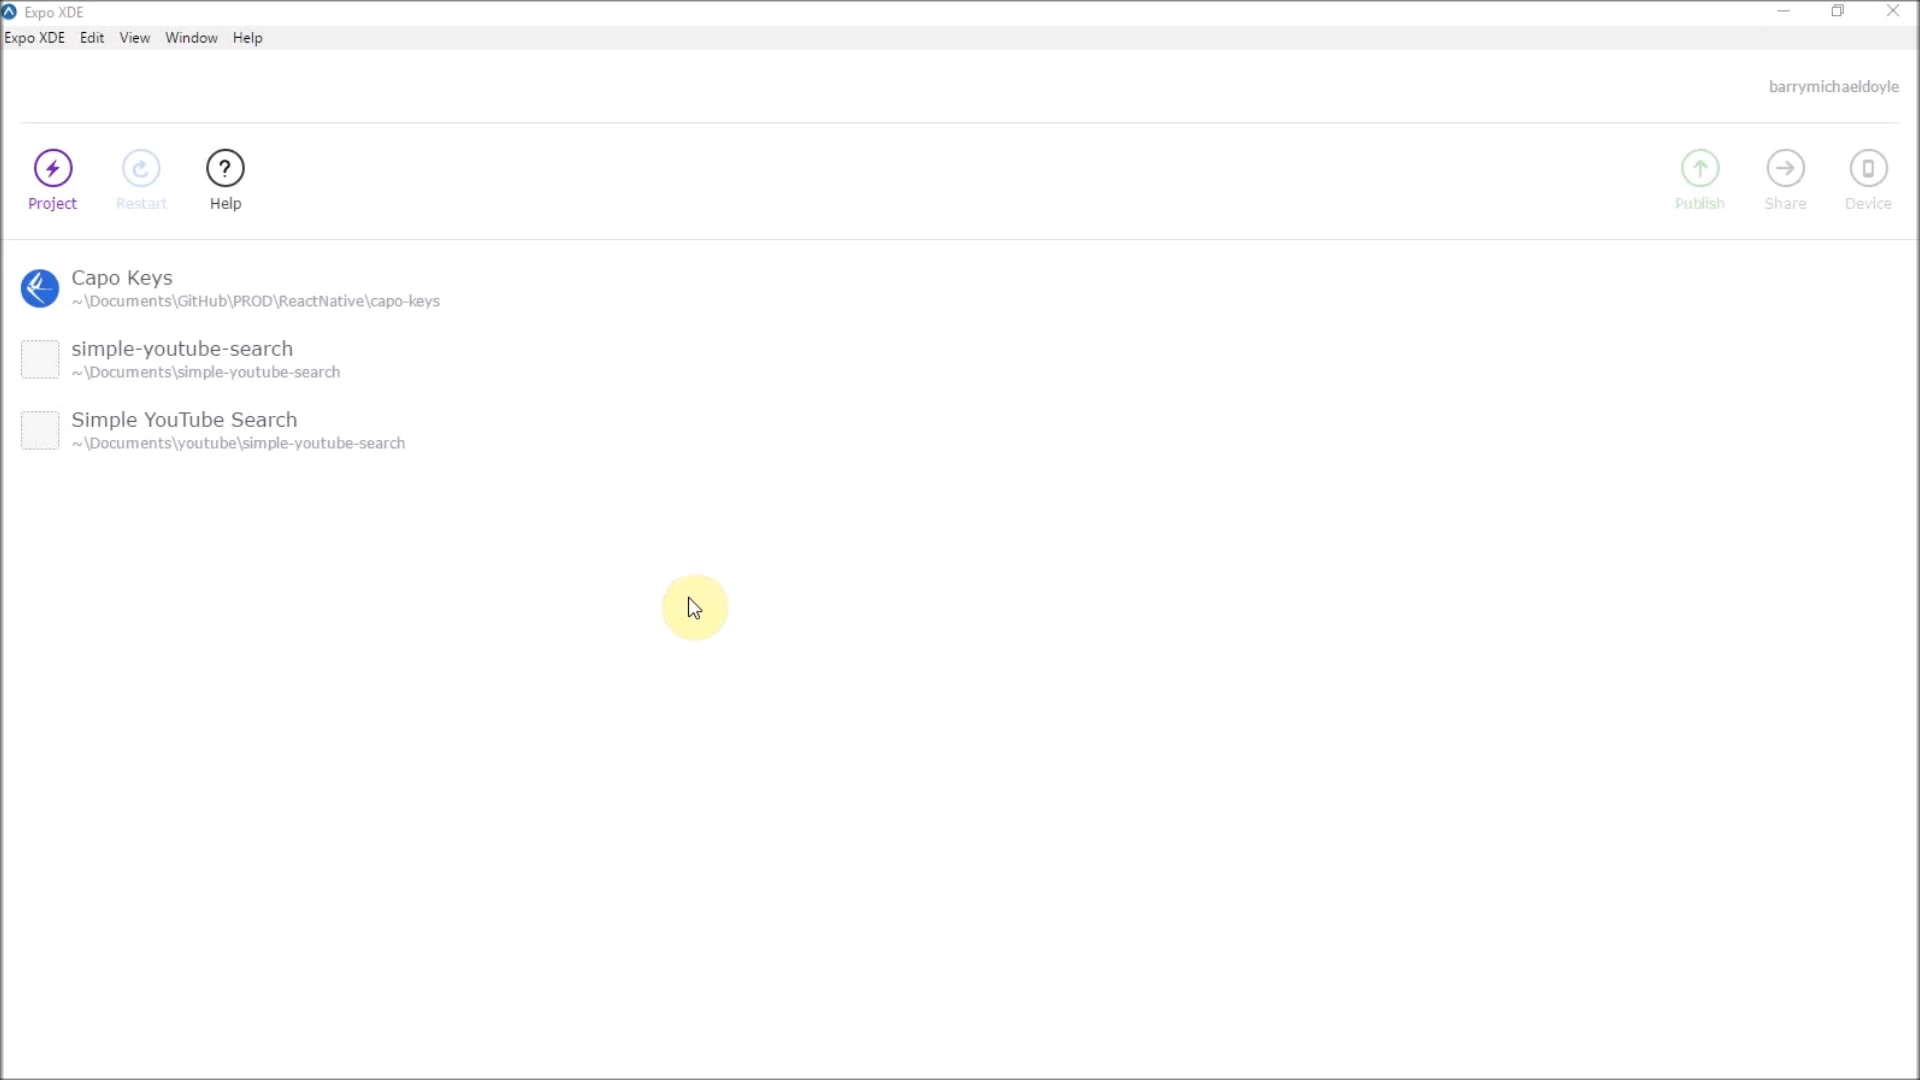 Expo XDE
Expo XDE Edit View Window Help
barrymichaeldoyle
Project Restart Help Publish Share Device
Capo Keys
~\Documents\GitHub\PROD\ReactNative\capo-keys
simple-youtube-search
~\Documents\simple-youtube-search
Simple YouTube Search
~\Documents\youtube\simple-youtube-search